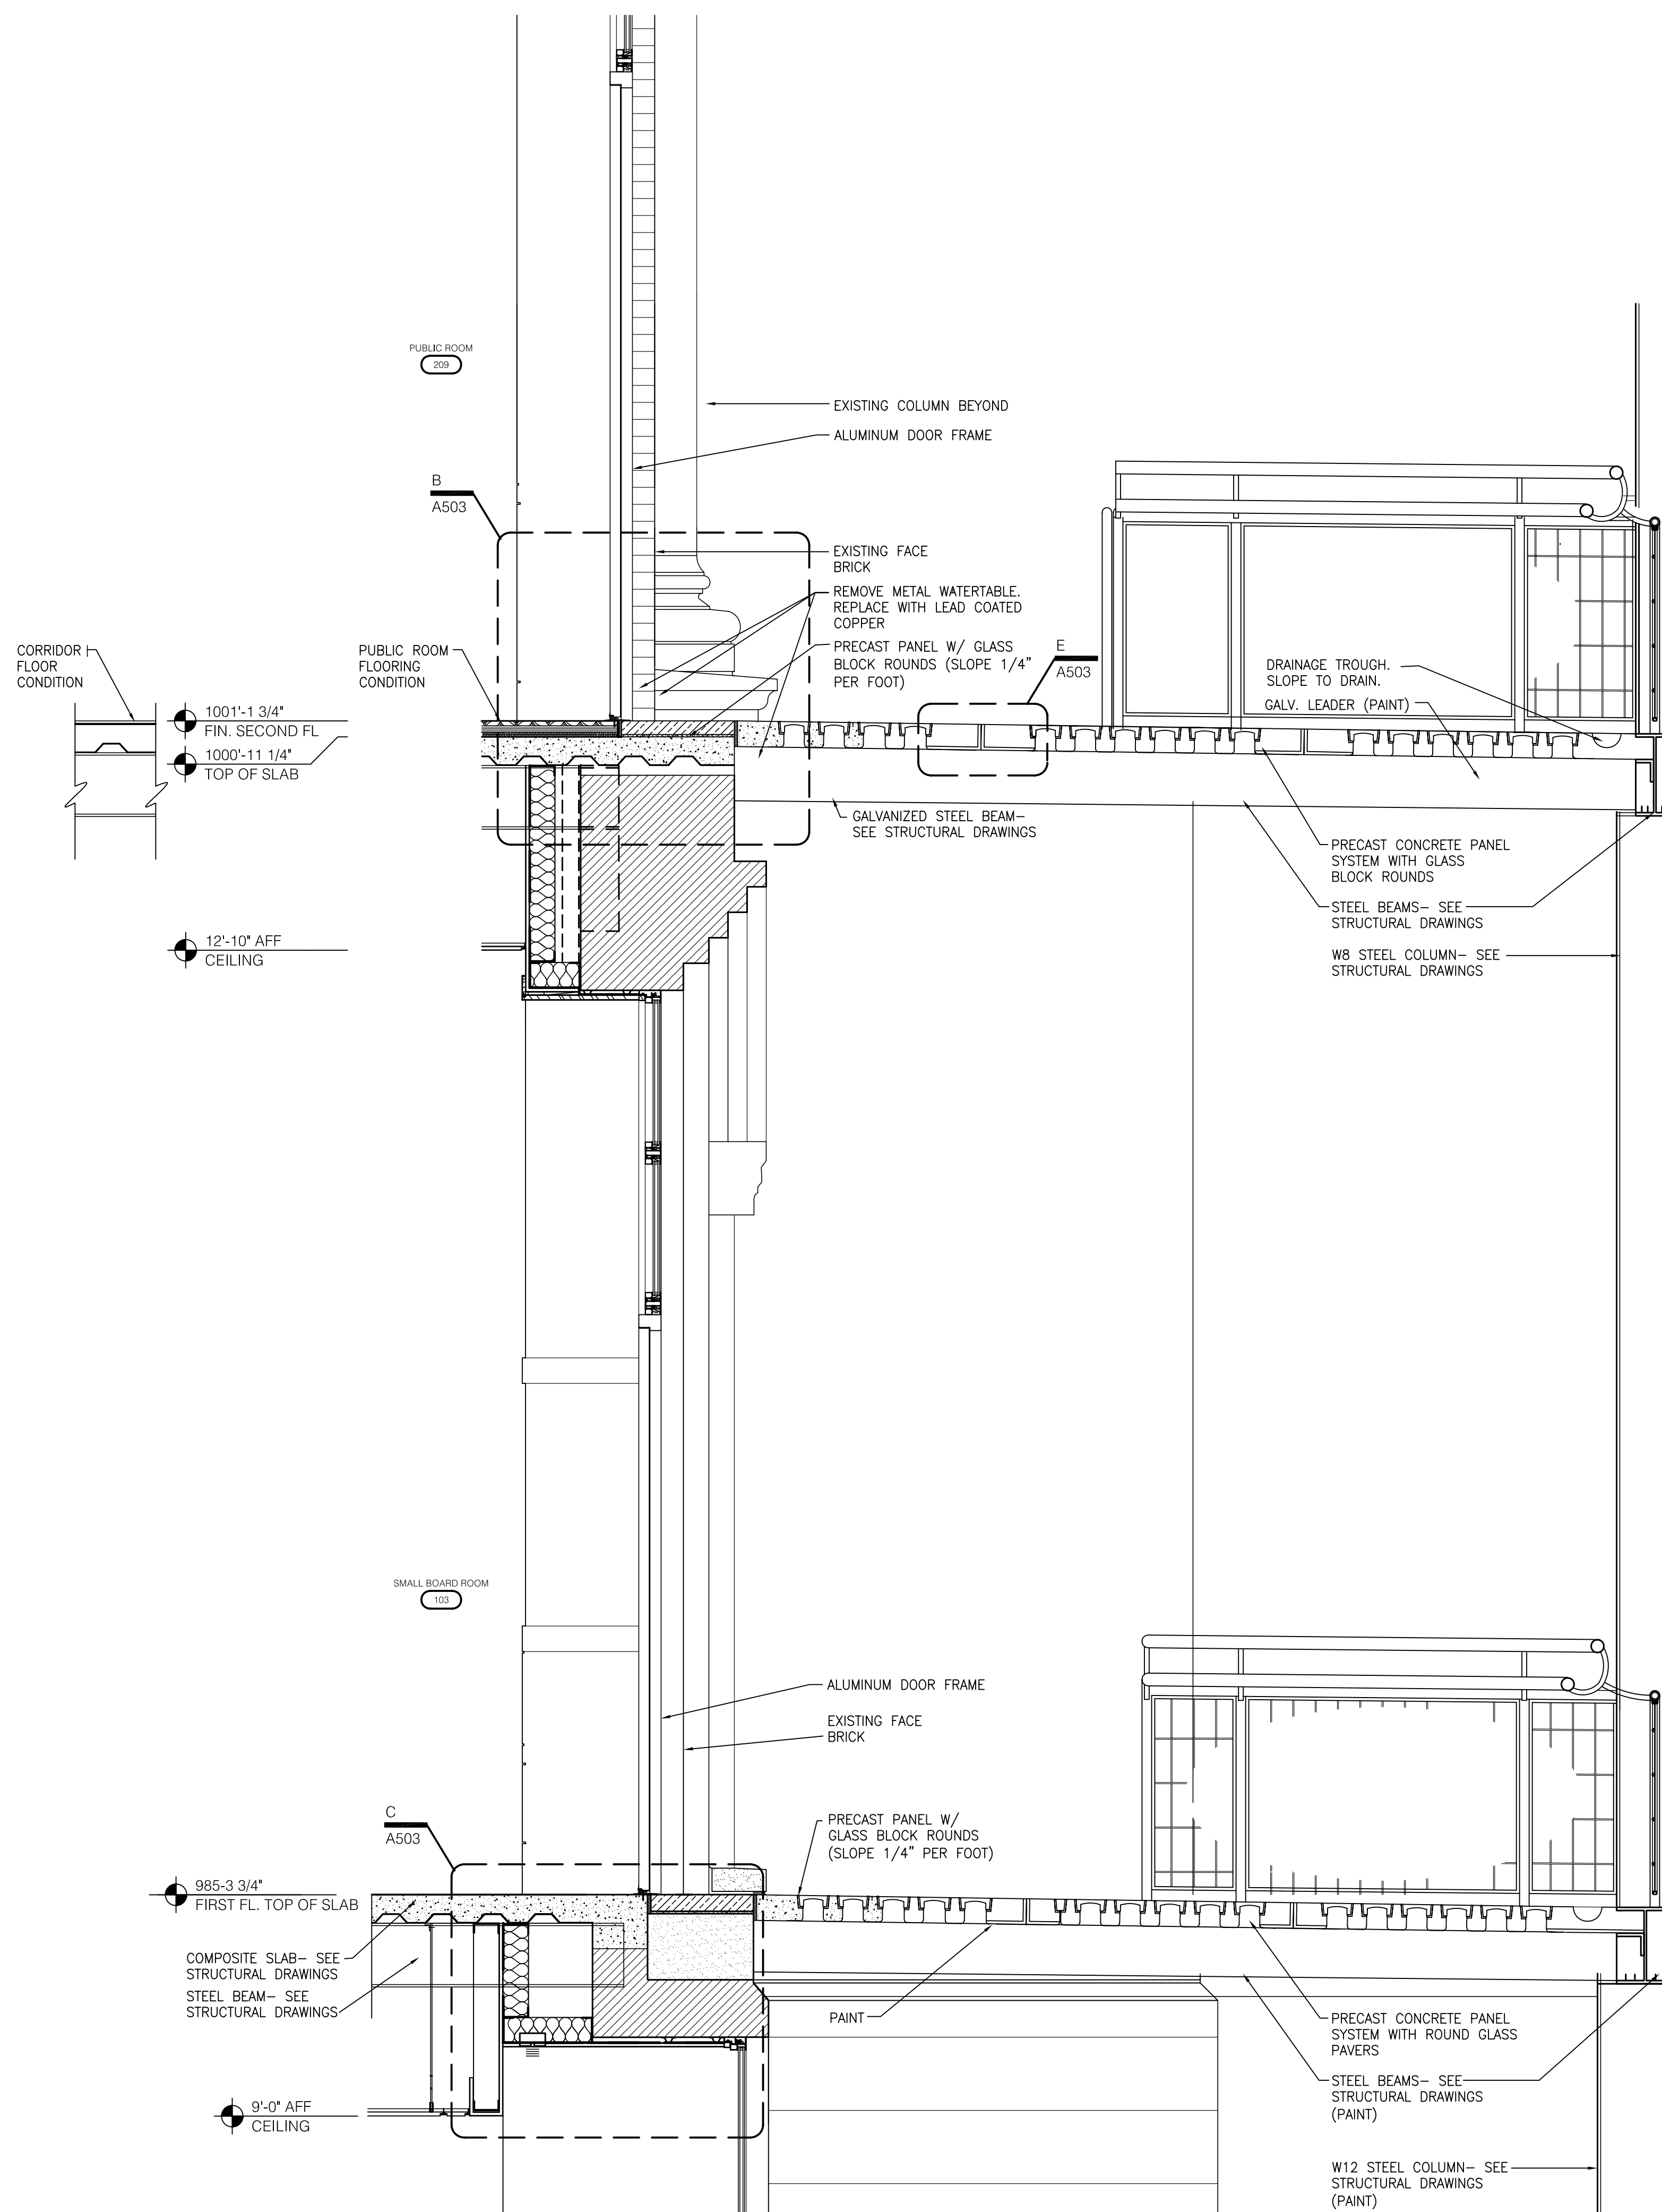 PUBLIC ROOM
209
EXISTING COLUMN BEYOND
ALUMINUM DOOR FRAME
B
A503
EXISTING FACE
BRICK
REMOVE METAL WATERTABLE.
REPLACE WITH LEAD COATED
COPPER
PRECAST PANEL W/ GLASS
BLOCK ROUNDS (SLOPE 1/4"
PER FOOT)
E
A503
DRAINAGE TROUGH.
SLOPE TO DRAIN.
GALV. LEADER (PAINT)
CORRIDOR
FLOOR
CONDITION
PUBLIC ROOM
FLOORING
CONDITION
1001'-1 3/4"
FIN. SECOND FL
1000'-11 1/4"
TOP OF SLAB
GALVANIZED STEEL BEAM-
SEE STRUCTURAL DRAWINGS
PRECAST CONCRETE PANEL
SYSTEM WITH GLASS
BLOCK ROUNDS
STEEL BEAMS- SEE
STRUCTURAL DRAWINGS
W8 STEEL COLUMN- SEE
STRUCTURAL DRAWINGS
12'-10" AFF
CEILING
SMALL BOARD ROOM
103
ALUMINUM DOOR FRAME
EXISTING FACE
BRICK
C
A503
PRECAST PANEL W/
GLASS BLOCK ROUNDS
(SLOPE 1/4" PER FOOT)
985-3 3/4"
FIRST FL. TOP OF SLAB
COMPOSITE SLAB- SEE
STRUCTURAL DRAWINGS
STEEL BEAM- SEE
STRUCTURAL DRAWINGS
PAINT
PRECAST CONCRETE PANEL
SYSTEM WITH ROUND GLASS
PAVERS
STEEL BEAMS- SEE
STRUCTURAL DRAWINGS
(PAINT)
9'-0" AFF
CEILING
W12 STEEL COLUMN- SEE
STRUCTURAL DRAWINGS
(PAINT)